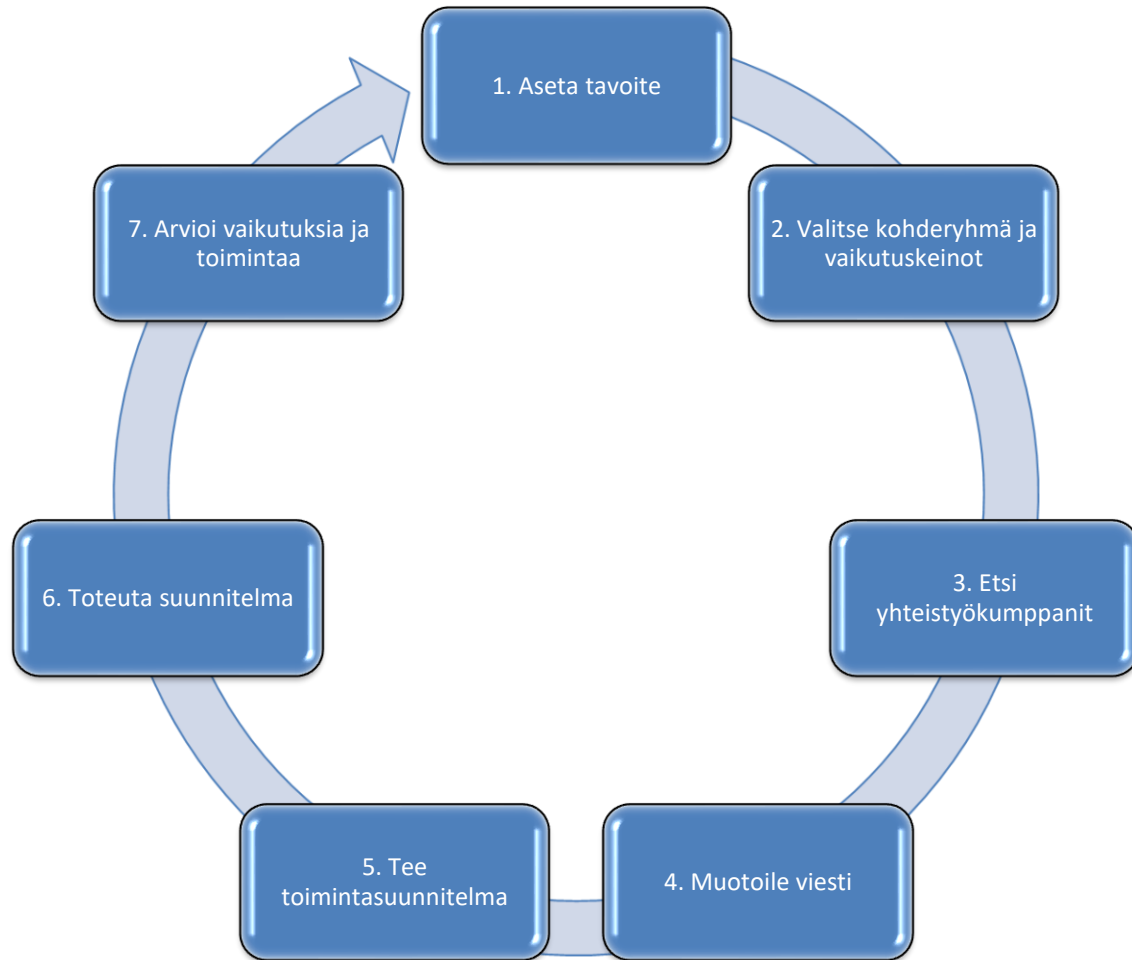 1. Aseta tavoite
2. Valitse kohderyhmä ja
vaikutuskeinot
3. Etsi
yhteistyökumppanit
4. Muotoile viesti
5. Tee
toimintasuunnitelma
6. Toteuta suunnitelma
7. Arvioi vaikutuksia ja
toimintaa